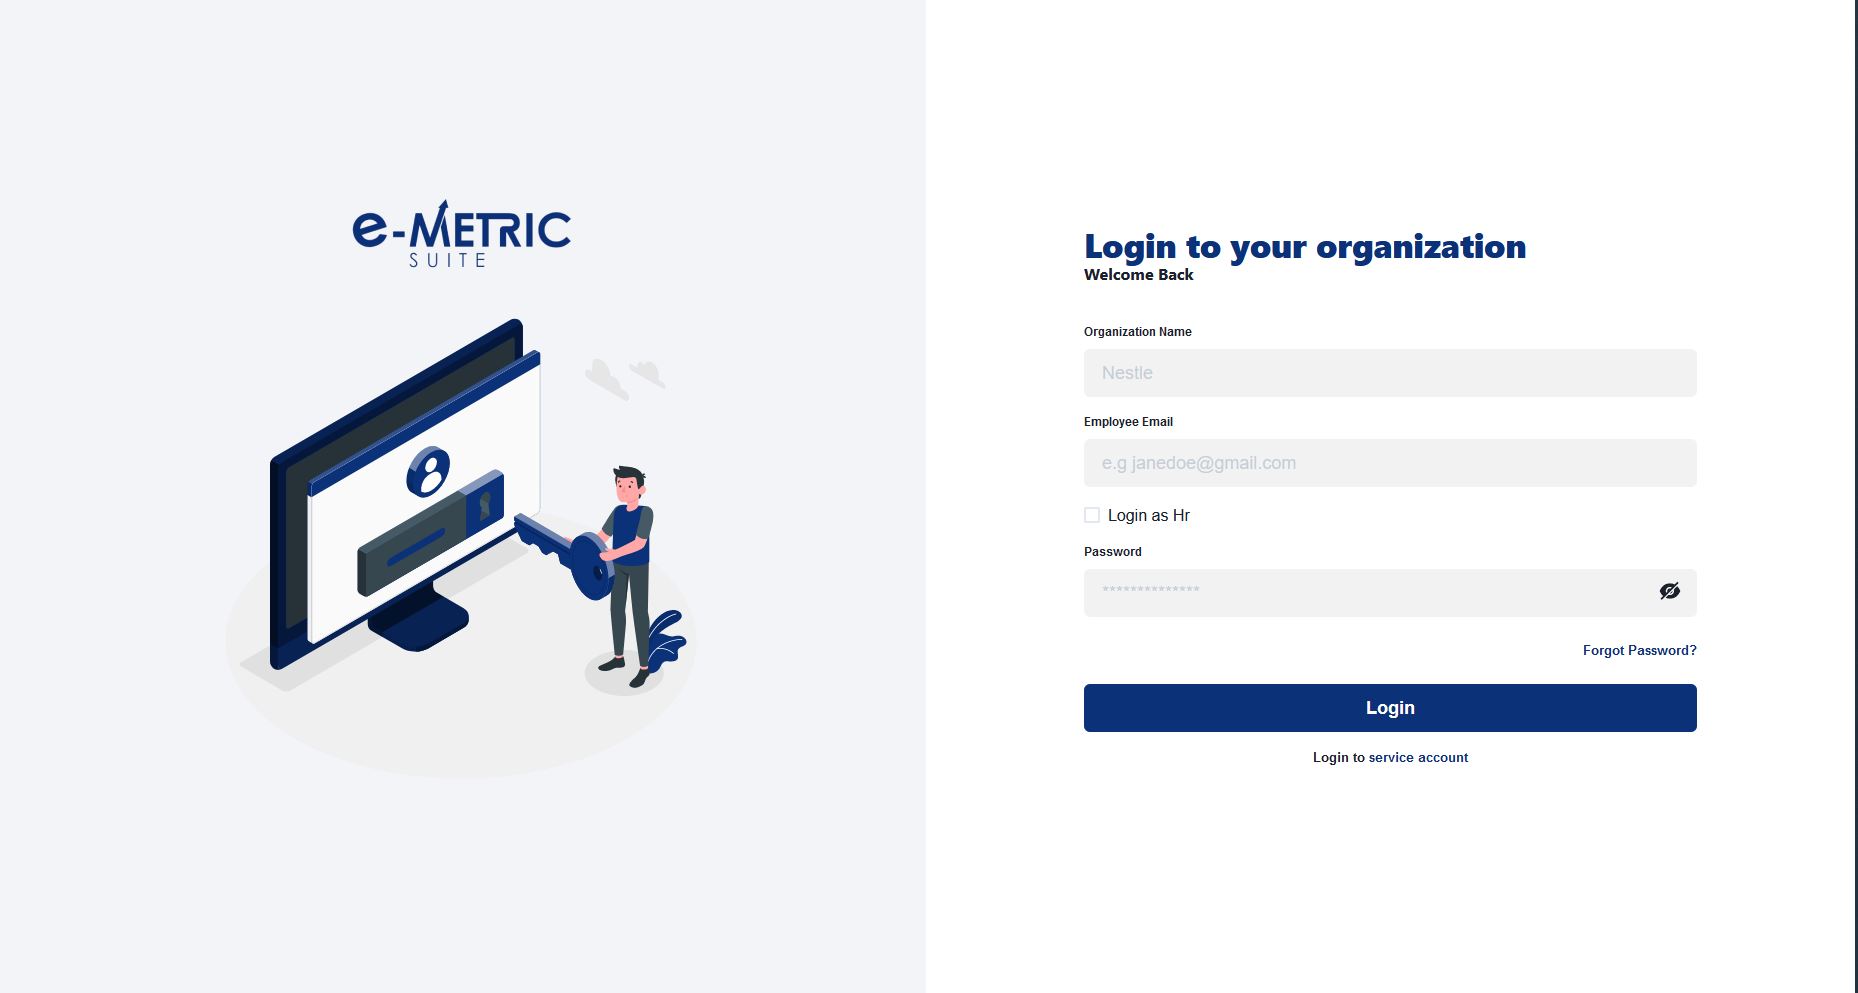 e-METRIC
SUITE
Login to your organization
Welcome Back
Organization Name
Nestle
Employee Email
e.g janedoe@gmail.com
Login as Hr
Password
**************
Forgot Password?
Login
Login to service account